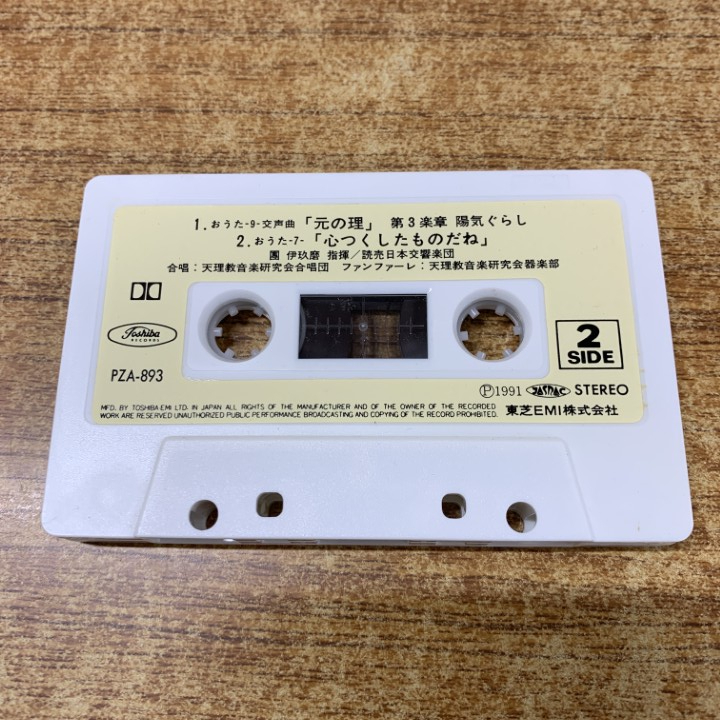 1. おうた-9-交声曲「元の理」 第3楽章 陽気ぐらし
2. おうた-7-「心つくしたものだね」
團 伊玖磨 指揮／読売日本交響楽団
合唱：天理教音楽研究会合唱団 ファンファーレ：天理教音楽研究会器楽部
Toshiba
RECORDS
2
SIDE
PZA-893
Ⓟ1991 JASRAC STEREO
MFD. BY TOSHIBA EMI LTD. IN JAPAN ALL RIGHTS OF THE MANUFACTURER AND OF THE OWNER OF THE RECORDED
WORK ARE RESERVED UNAUTHORIZED PUBLIC PERFORMANCE BROADCASTING AND COPYING OF THE RECORD PROHIBITED.
東芝EMI株式会社